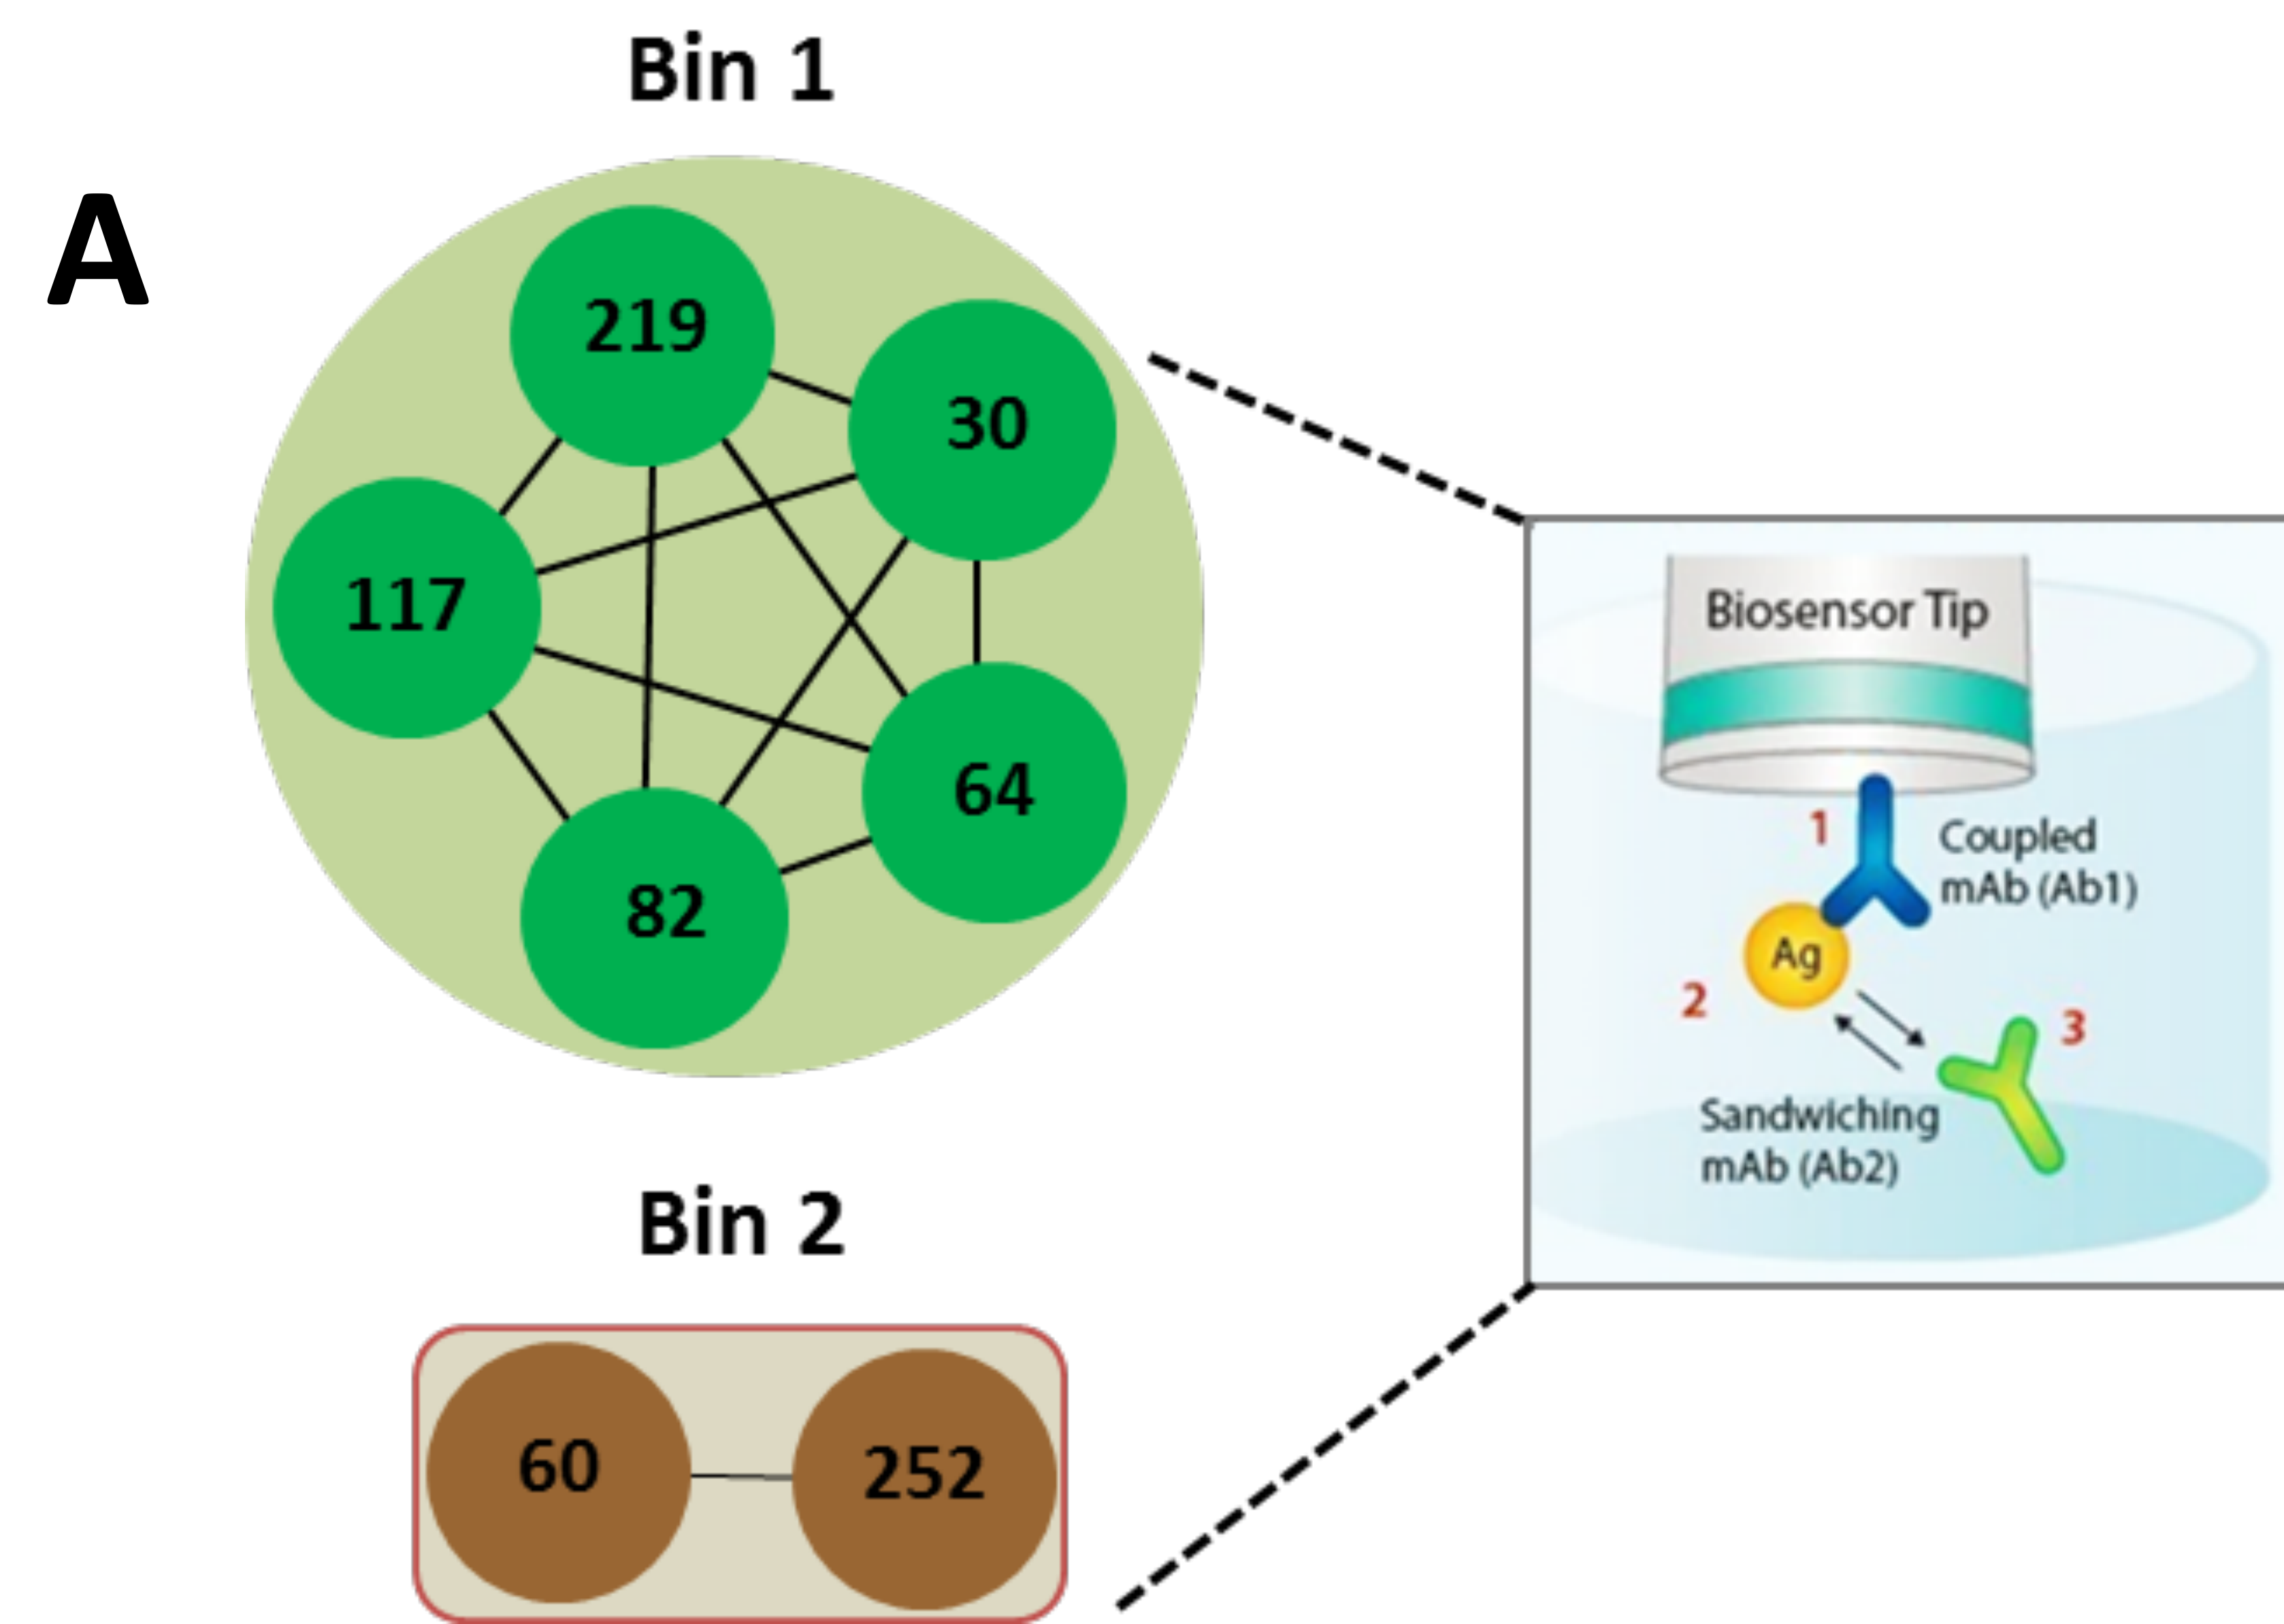 Bin 1
A
219
30
117
64
82
Bin 2
60
252
Biosensor Tip
1
Coupled
mAb (Ab1)
Ag
2
3
Sandwiching
mAb (Ab2)